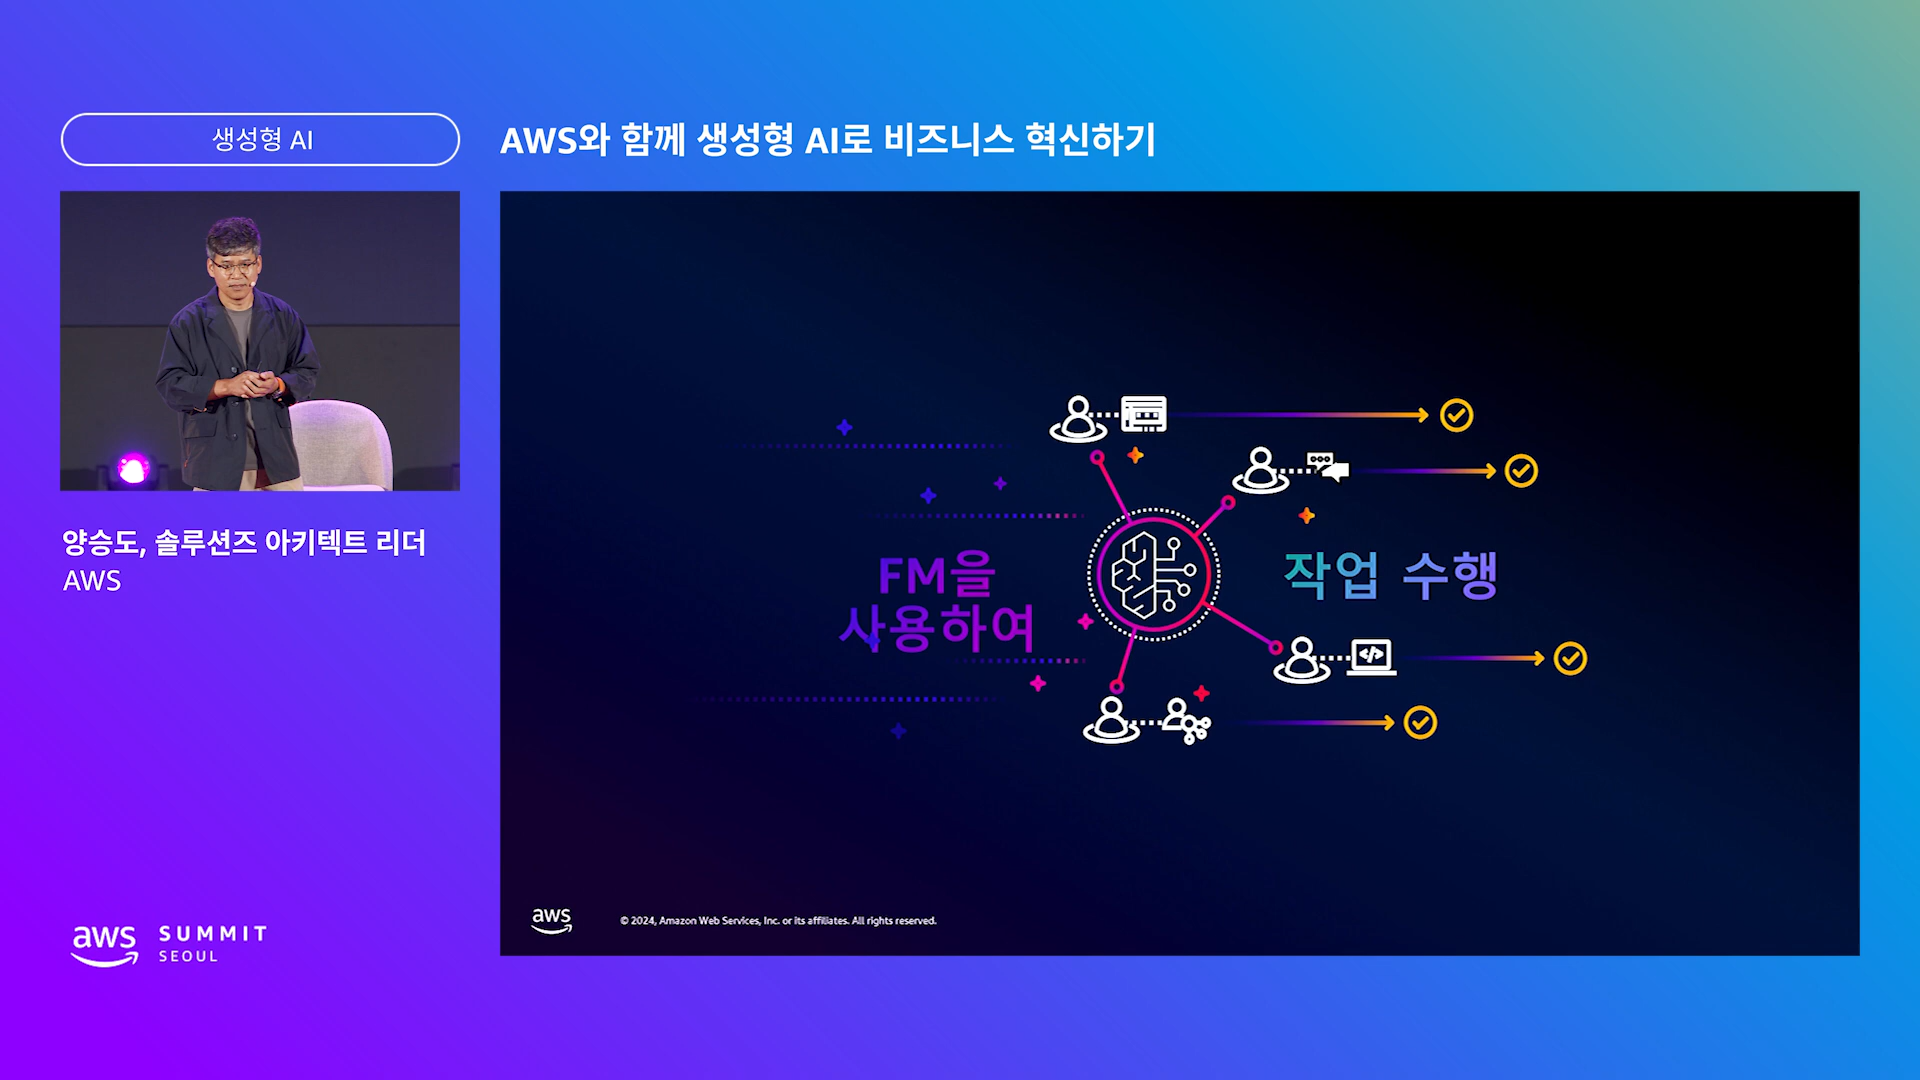 생성형 AI
AWS와 함께 생성형 AI로 비즈니스 혁신하기
양승도, 솔루션즈 아키텍트 리더
AWS
FM을
사용하여
작업 수행
</>
aws
© 2024, Amazon Web Services, Inc. or its affiliates. All rights reserved.
aws SUMMIT
SEOUL